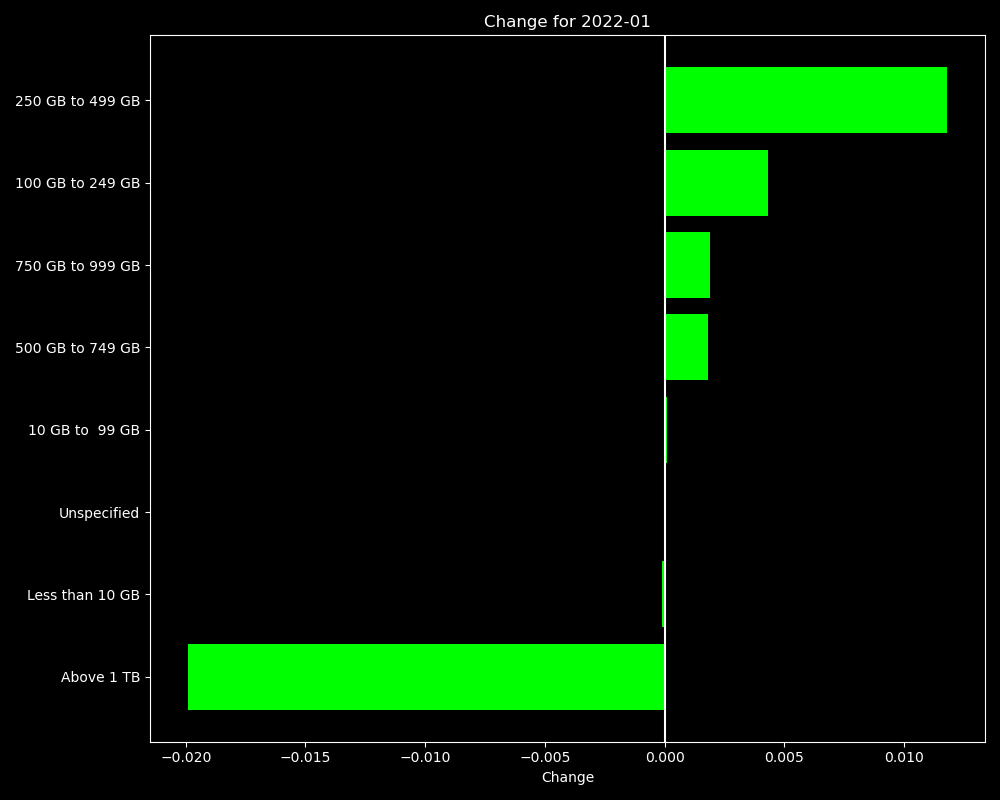 Change for 2022-01
250 GB to 499 GB
100 GB to 249 GB
750 GB to 999 GB
500 GB to 749 GB
10 GB to  99 GB
Unspecified
Less than 10 GB
Above 1 TB
−0.020 −0.015 −0.010 −0.005 0.000 0.005 0.010
Change